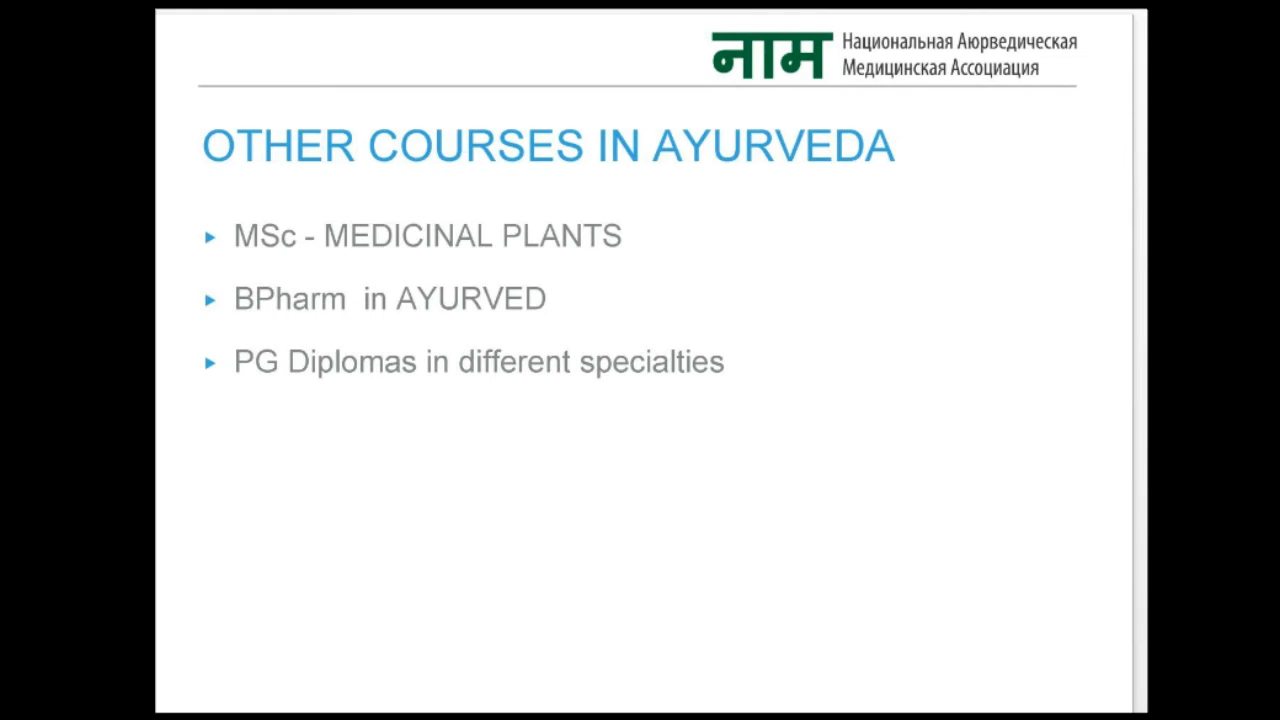 नाम
Национальная Аюрведическая
Медицинская Ассоциация
OTHER COURSES IN AYURVEDA
MSc - MEDICINAL PLANTS
BPharm in AYURVED
PG Diplomas in different specialties